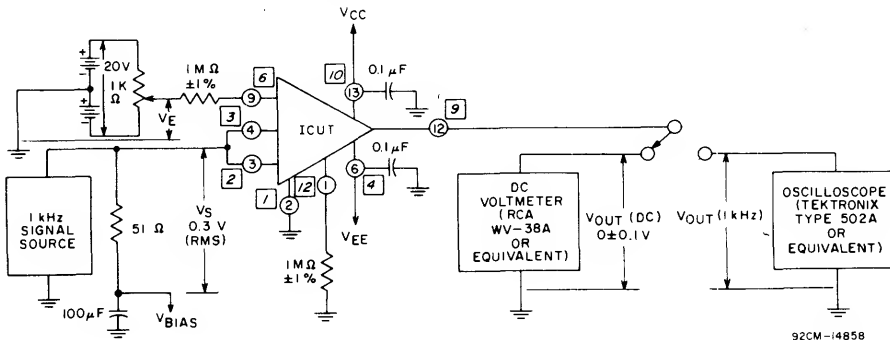 VCC
+
-
20V
1K
Ω
+
-
1 MΩ
±1%
VE
6
9
3
4
2
3
1
2
12
1
ICUT
10
13
0.1 μF
0.1 μF
6
4
VEE
9
12
1 kHz
SIGNAL
SOURCE
51 Ω
VS
0.3 V
(RMS)
100μF
VBIAS
1MΩ
±1%
DC
VOLTMETER
(RCA
WV-38A
OR
EQUIVALENT)
VOUT (DC)
0±0.1V
VOUT (1 kHz)
OSCILLOSCOPE
(TEKTRONIX
TYPE 502A
OR
EQUIVALENT)
92CM-14858